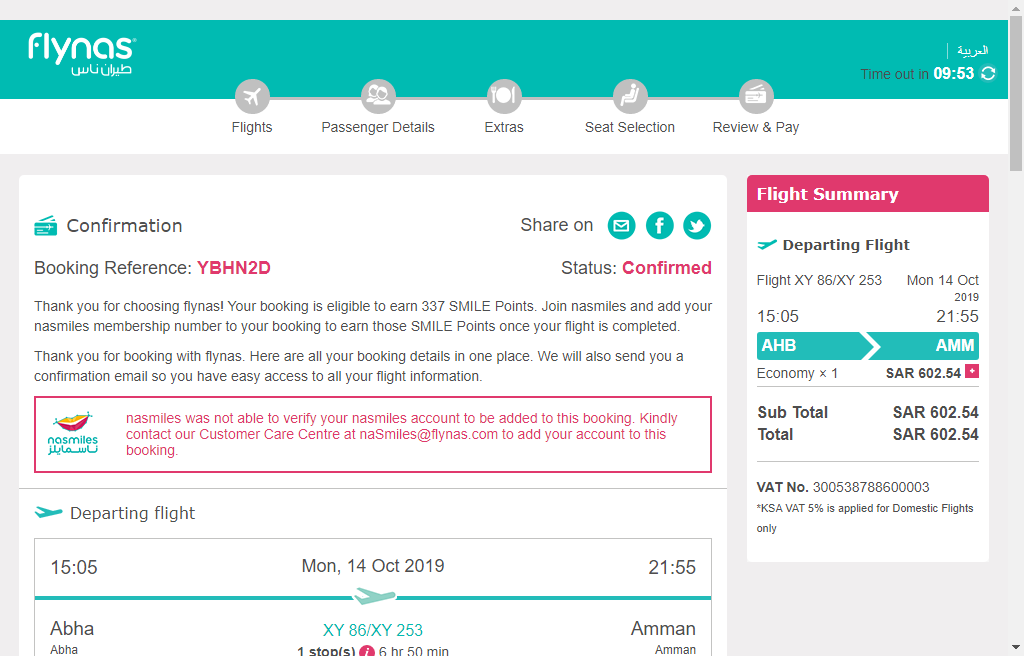 flynas
طيران ناس
العربية
Time out in 09:53
Flights
Passenger Details
Extras
Seat Selection
Review & Pay
Confirmation
Share on
Booking Reference: YBHN2D
Status: Confirmed
Thank you for choosing flynas! Your booking is eligible to earn 337 SMILE Points. Join nasmiles and add your
nasmiles membership number to your booking to earn those SMILE Points once your flight is completed.
Thank you for booking with flynas. Here are all your booking details in one place. We will also send you a
confirmation email so you have easy access to all your flight information.
nasmiles
ناسمايلز
nasmiles was not able to verify your nasmiles account to be added to this booking. Kindly
contact our Customer Care Centre at naSmiles@flynas.com to add your account to this
booking.
Departing flight
15:05
Mon, 14 Oct 2019
21:55
Abha
XY 86/XY 253
Amman
Abha
1 stop(s) i 6 hr 50 min
Amman
Flight Summary
Departing Flight
Flight XY 86/XY 253
Mon 14 Oct
2019
15:05
21:55
AHB
AMM
Economy × 1
SAR 602.54 +
Sub Total
SAR 602.54
Total
SAR 602.54
VAT No. 300538788600003
*KSA VAT 5% is applied for Domestic Flights
only